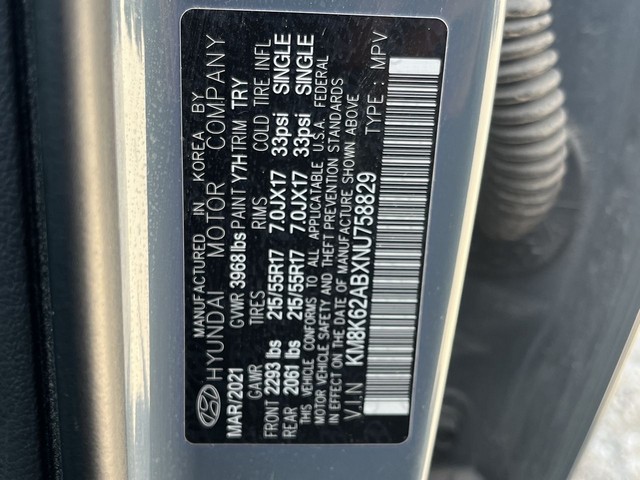 MANUFACTURED IN KOREA BY
HYUNDAI MOTOR COMPANY
MAR/2021 GVWR 3968 lbs PAINT Y7H TRIM TRY
GAWR TIRES RIMS COLD TIRE INFL
FRONT 2293 lbs 215/55R17 7.0JX17 33psi SINGLE
REAR 2061 lbs 215/55R17 7.0JX17 33psi SINGLE
THIS VEHICLE CONFORMS TO ALL APPLICABLE U.S.A. FEDERAL
MOTOR VEHICLE SAFETY AND THEFT PREVENTION STANDARDS
IN EFFECT ON THE DATE OF MANUFACTURE SHOWN ABOVE
V.I.N KM8K62ABXNU758829 TYPE : MPV